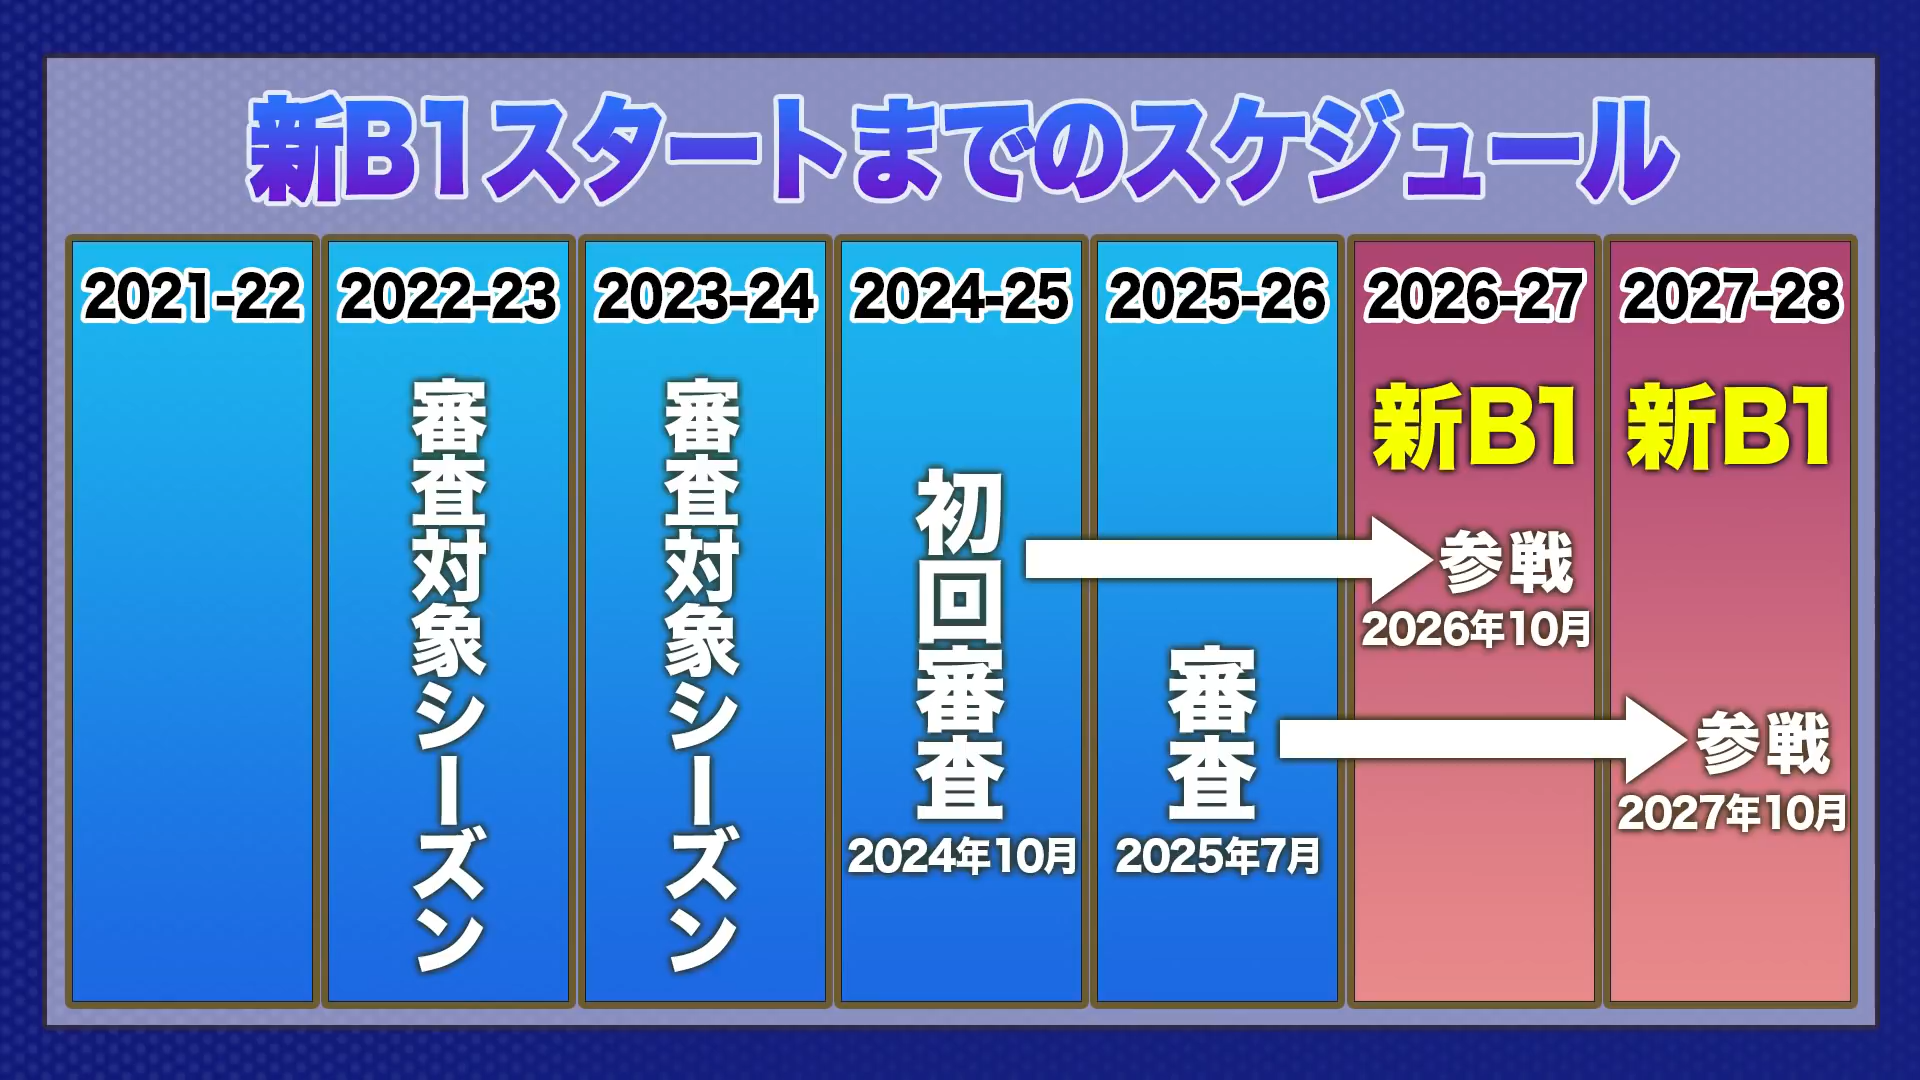 新B1スタートまでのスケジュール
2021-22
2022-23
審査対象シーズン
2023-24
審査対象シーズン
2024-25
初回審査
2024年10月
2025-26
審査
2025年7月
2026-27
新B1
参戦
2026年10月
2027-28
新B1
参戦
2027年10月